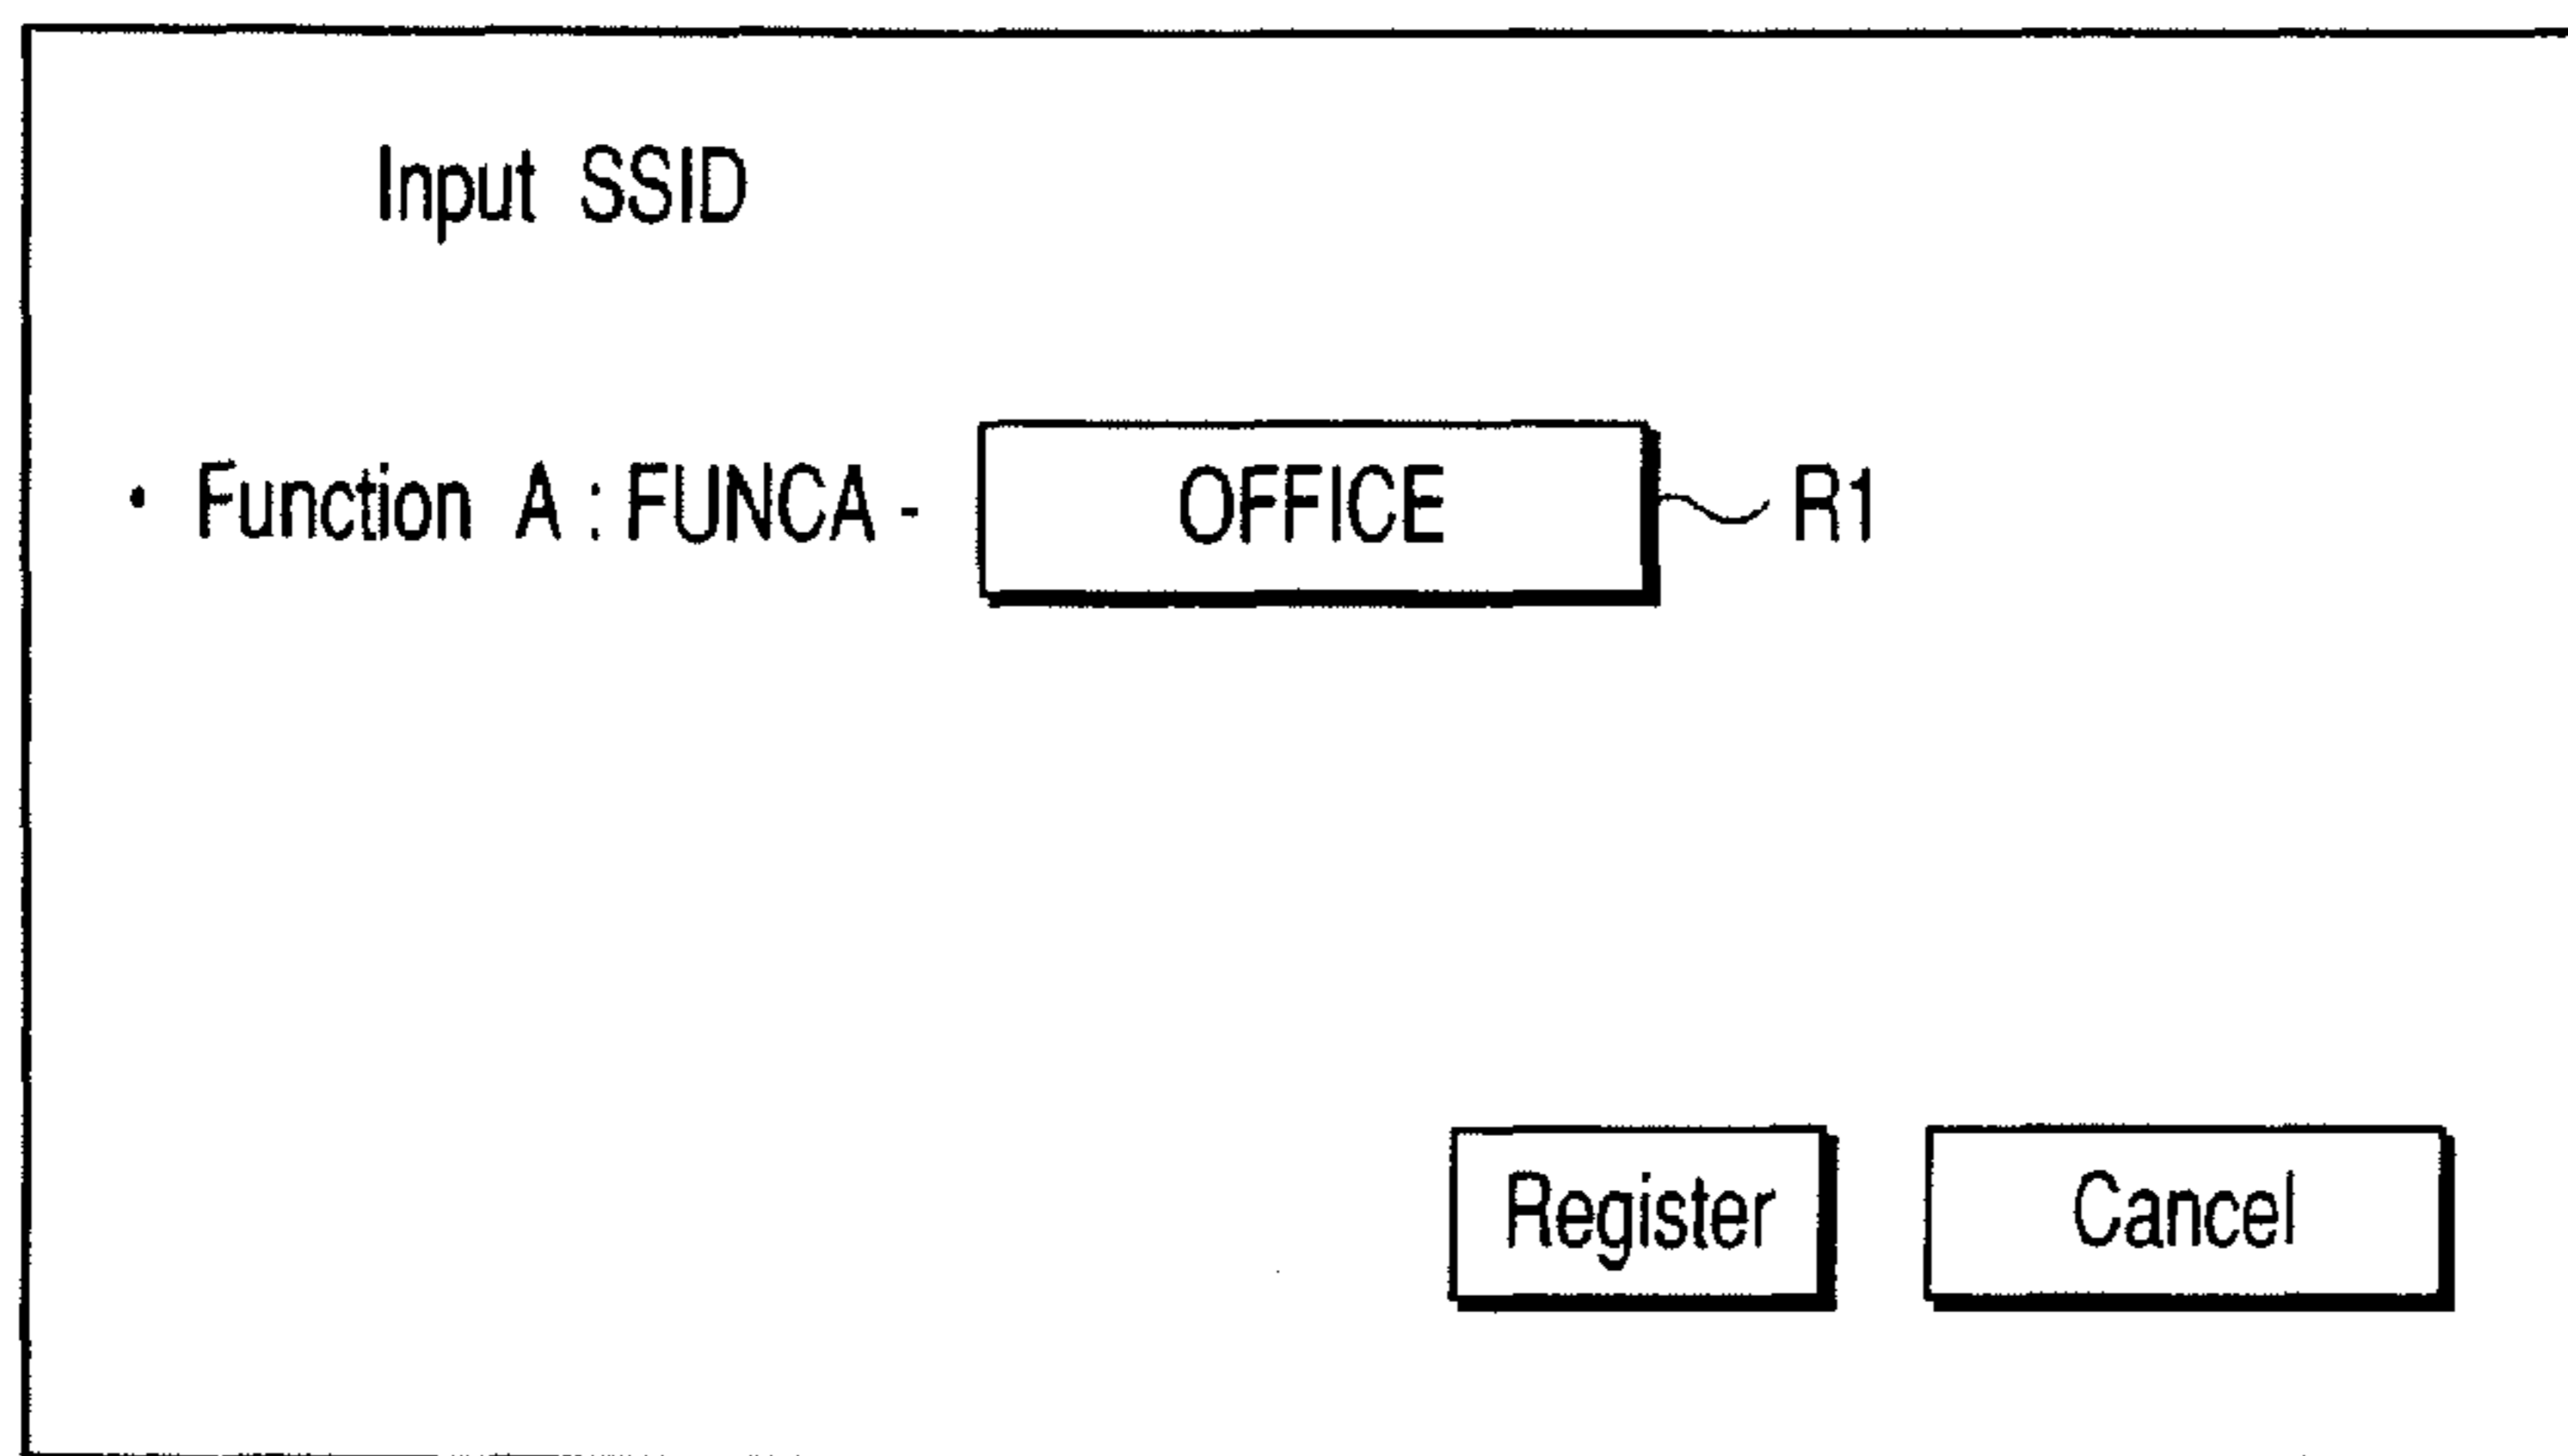 Input SSID
· Function A : FUNCA - OFFICE R1
Register Cancel